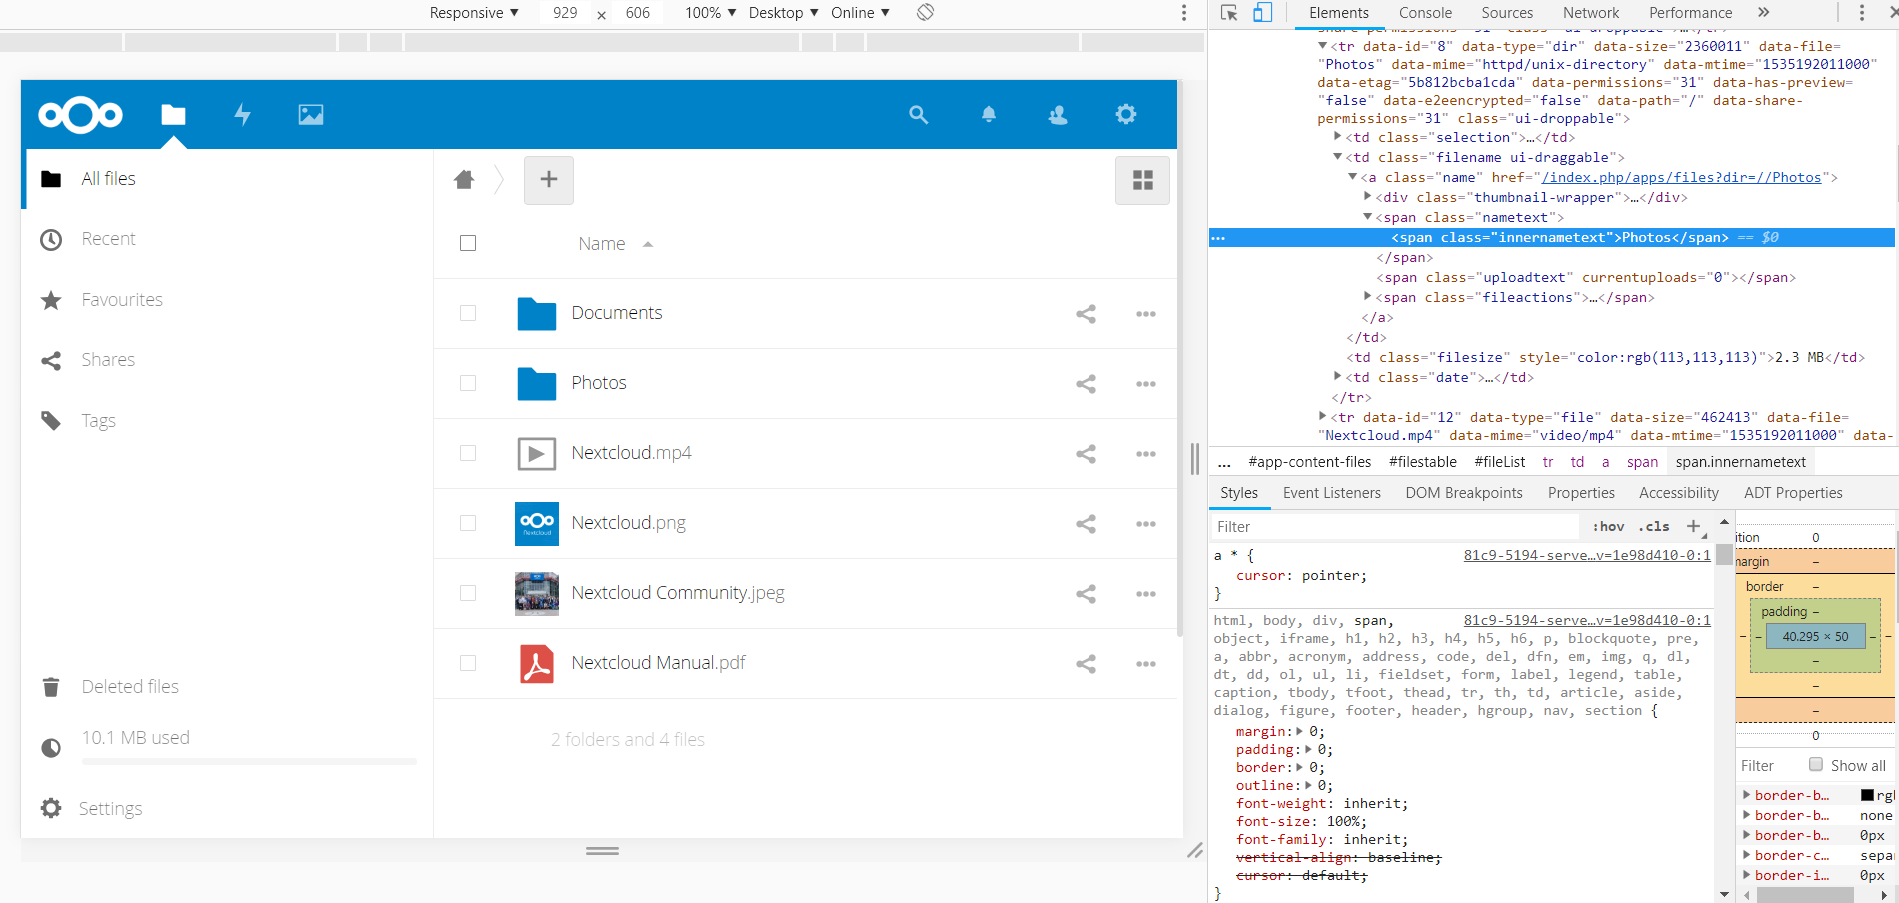 Responsive ▼ 929 × 606 100% ▼ Desktop ▼ Online ▼
Elements Console Sources Network Performance »
All files
Recent
Favourites
Shares
Tags
Deleted files
10.1 MB used
Settings
+
Name
Documents
Photos
Nextcloud.mp4
nextcloud
Nextcloud.png
Nextcloud Community.jpeg
Nextcloud Manual.pdf
2 folders and 4 files
share-permissions="31" class="ui-droppable">…</tr>
<tr data-id="8" data-type="dir" data-size="2360011" data-file=
"Photos" data-mime="httpd/unix-directory" data-mtime="1535192011000"
data-etag="5b812bcba1cda" data-permissions="31" data-has-preview=
"false" data-e2eencrypted="false" data-path="/" data-share-
permissions="31" class="ui-droppable">
<td class="selection">…</td>
<td class="filename ui-draggable">
<a class="name" href="/index.php/apps/files?dir=//Photos">
<div class="thumbnail-wrapper">…</div>
<span class="nametext">
… <span class="innernametext">Photos</span> == $0
</span>
<span class="uploadtext" currentuploads="0"></span>
<span class="fileactions">…</span>
</a>
</td>
<td class="filesize" style="color:rgb(113,113,113)">2.3 MB</td>
<td class="date">…</td>
</tr>
<tr data-id="12" data-type="file" data-size="462413" data-file=
"Nextcloud.mp4" data-mime="video/mp4" data-mtime="1535192011000" data-
… #app-content-files #filestable #fileList tr td a span span.innernametext
Styles Event Listeners DOM Breakpoints Properties Accessibility ADT Properties
Filter :hov .cls +
a * { 81c9-5194-serve…v=1e98d410-0:1
cursor: pointer;
}
html, body, div, span, 81c9-5194-serve…v=1e98d410-0:1
object, iframe, h1, h2, h3, h4, h5, h6, p, blockquote, pre,
a, abbr, acronym, address, code, del, dfn, em, img, q, dl,
dt, dd, ol, ul, li, fieldset, form, label, legend, table,
caption, tbody, tfoot, thead, tr, th, td, article, aside,
dialog, figure, footer, header, hgroup, nav, section {
margin: 0;
padding: 0;
border: 0;
outline: 0;
font-weight: inherit;
font-size: 100%;
font-family: inherit;
vertical-align: baseline;
cursor: default;
}
ition 0
margin –
border –
padding –
– – 40.295 × 50 – –
–
–
–
0
Filter Show all
border-b… rgb
border-b… none
border-b… 0px
border-c… sepa
border-i… 0px